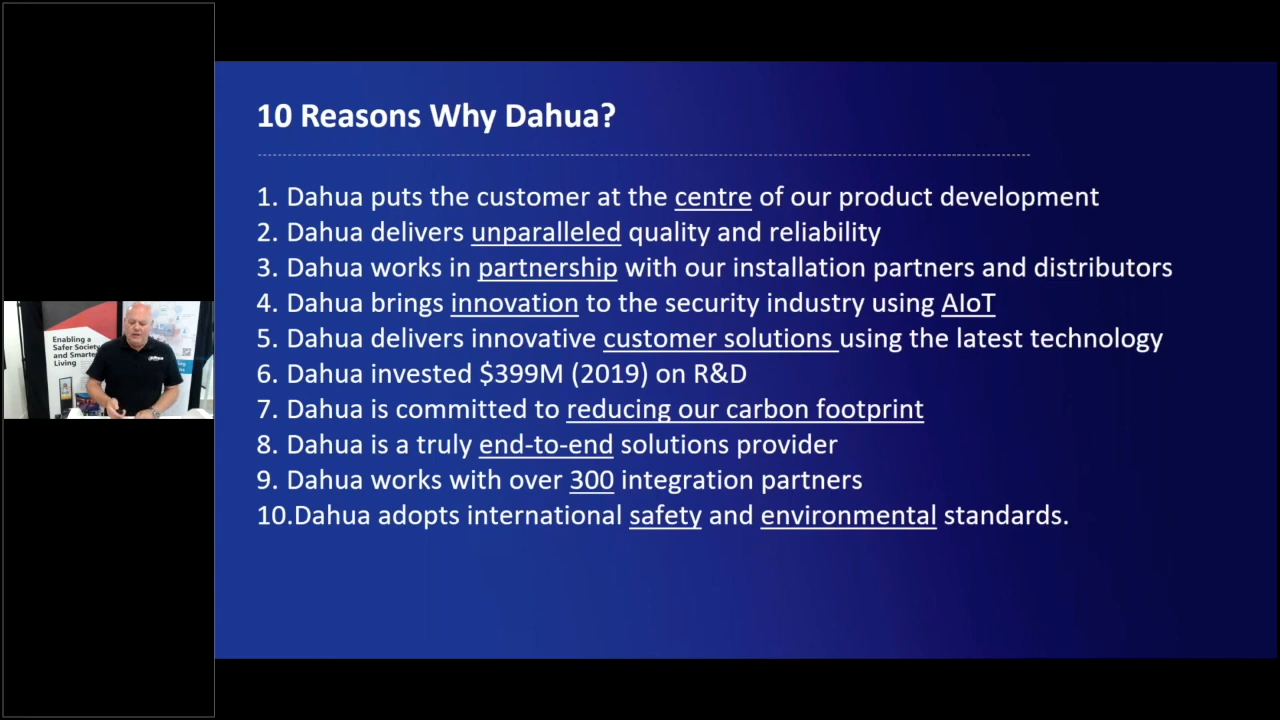 10 Reasons Why Dahua?
1. Dahua puts the customer at the centre of our product development
2. Dahua delivers unparalleled quality and reliability
3. Dahua works in partnership with our installation partners and distributors
4. Dahua brings innovation to the security industry using AIoT
5. Dahua delivers innovative customer solutions using the latest technology
6. Dahua invested $399M (2019) on R&D
7. Dahua is committed to reducing our carbon footprint
8. Dahua is a truly end-to-end solutions provider
9. Dahua works with over 300 integration partners
10.Dahua adopts international safety and environmental standards.
Enabling a
Safer Society
and Smarter
Living